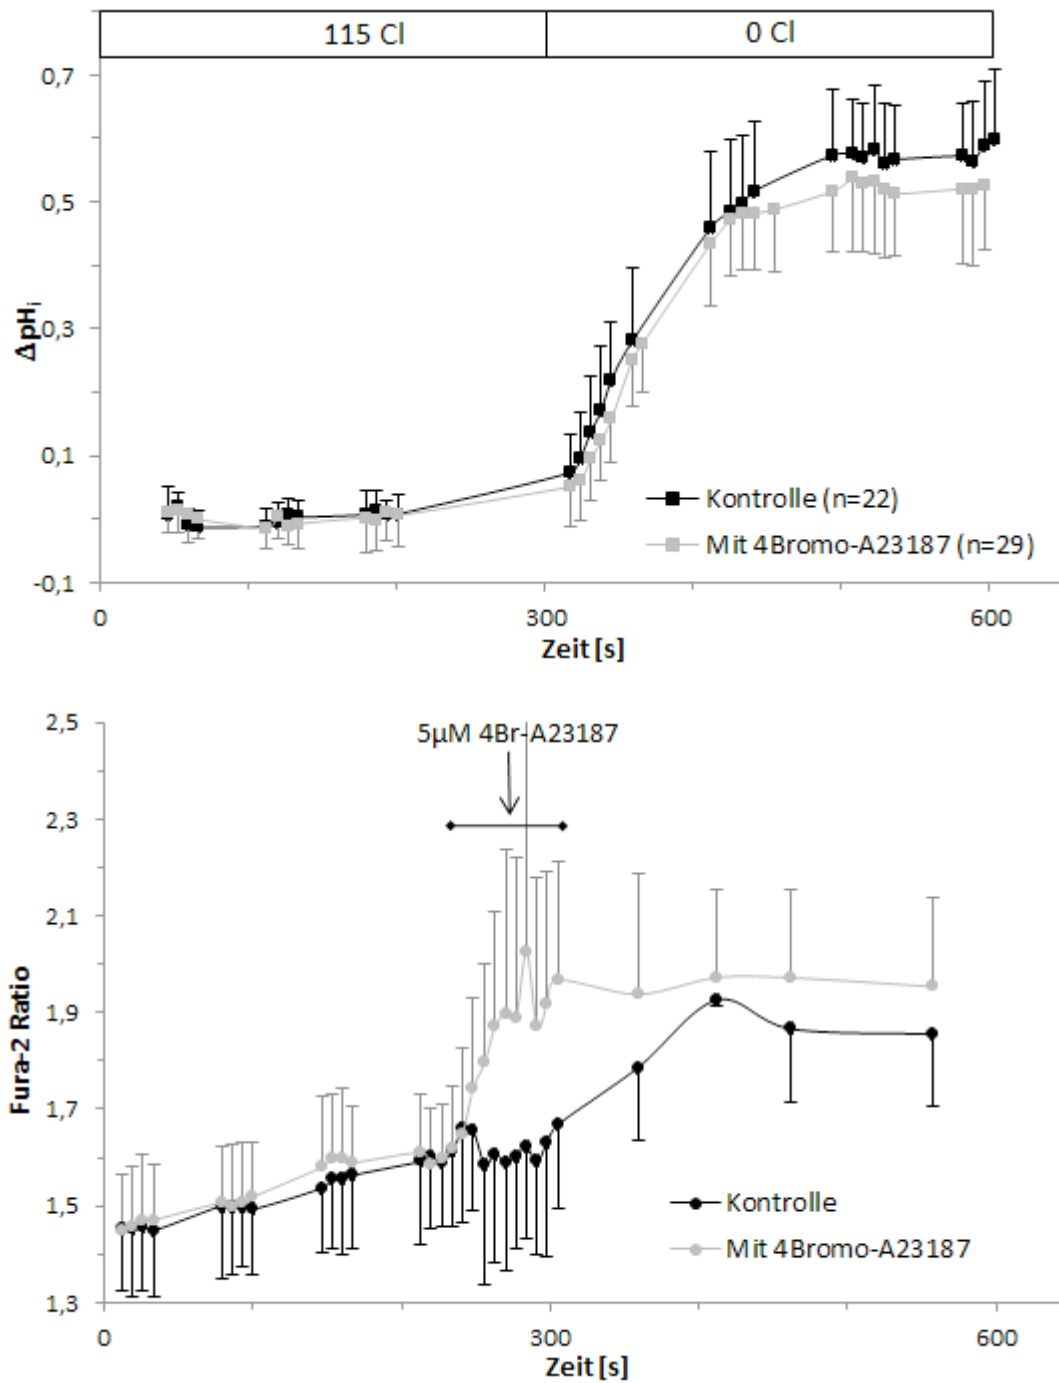 115 Cl 0 Cl
0,7
0,5
0,3
0,1
-0,1
ΔpHᵢ
Kontrolle (n=22)
Mit 4Bromo-A23187 (n=29)
0 300 600
Zeit [s]
2,5
2,3
2,1
1,9
1,7
1,5
1,3
Fura-2 Ratio
5µM 4Br-A23187
Kontrolle
Mit 4Bromo-A23187
0 300 600
Zeit [s]